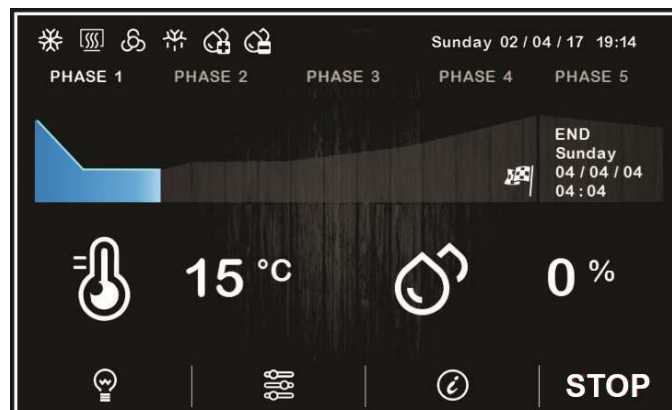 Sunday 02 / 04 / 17 19:14
PHASE 1 PHASE 2 PHASE 3 PHASE 4 PHASE 5
END
Sunday
04 / 04 / 04
04 : 04
15 °C 0 %
STOP